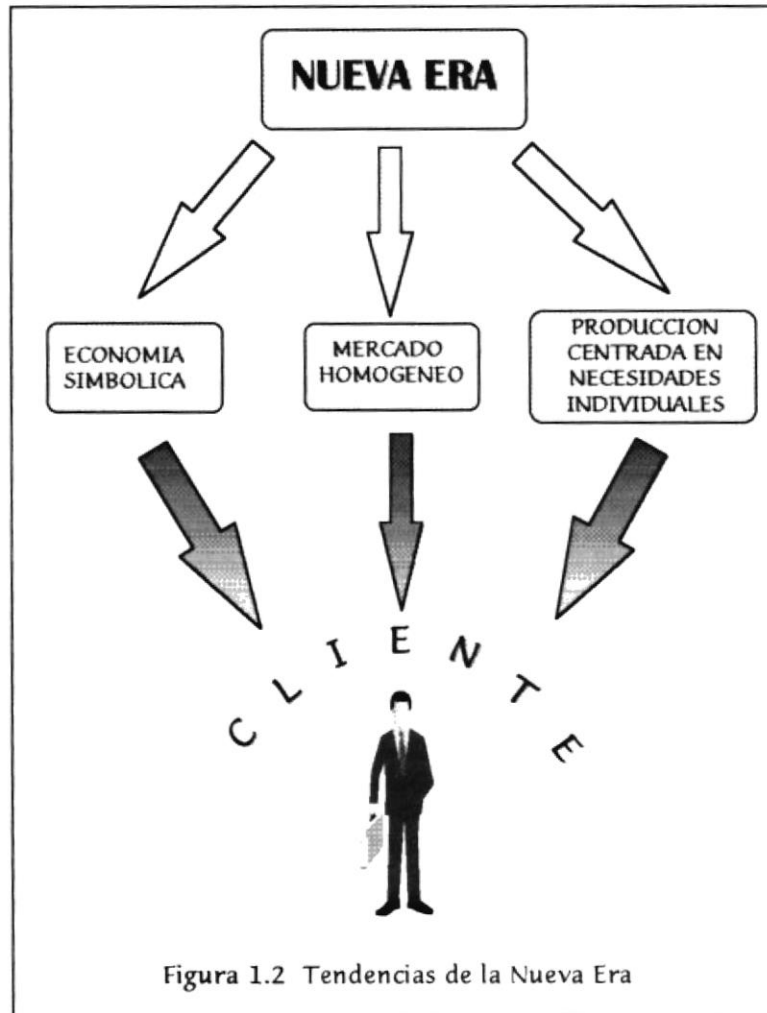 NUEVA ERA
ECONOMIA
SIMBOLICA
MERCADO
HOMOGENEO
PRODUCCION
CENTRADA EN
NECESIDADES
INDIVIDUALES
CLIENTE
Figura 1.2 Tendencias de la Nueva Era